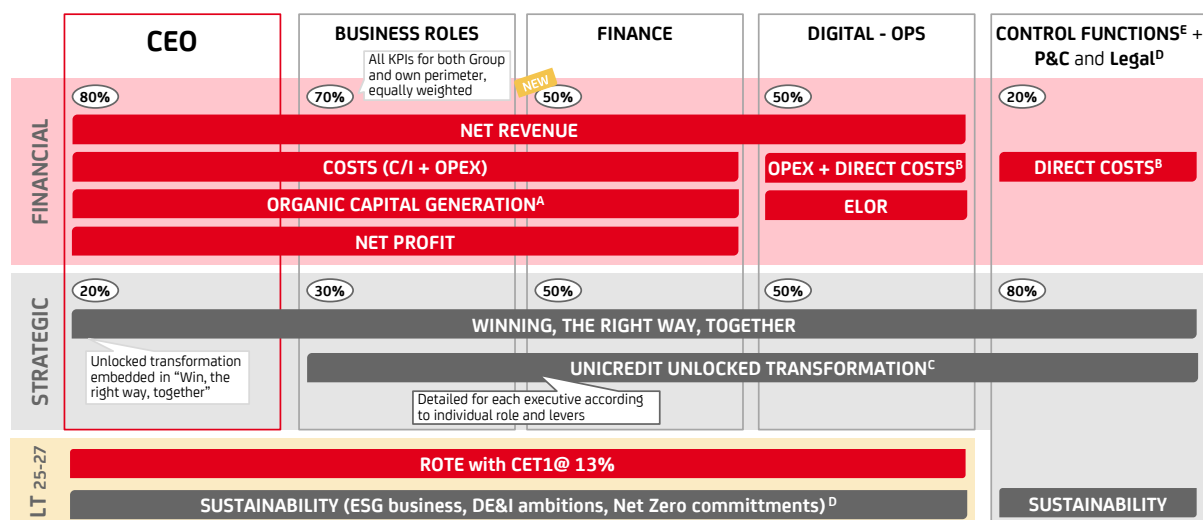 CEO
BUSINESS ROLES
FINANCE
DIGITAL - OPS
CONTROL FUNCTIONSᴱ +
P&C and Legalᴰ
All KPIs for both Group
and own perimeter,
equally weighted
NEW
FINANCIAL
80%
70%
50%
50%
20%
NET REVENUE
COSTS (C/I + OPEX)
OPEX + DIRECT COSTSᴮ
DIRECT COSTSᴮ
ORGANIC CAPITAL GENERATIONᴬ
ELOR
NET PROFIT
STRATEGIC
20%
30%
50%
50%
80%
WINNING, THE RIGHT WAY, TOGETHER
Unlocked transformation
embedded in “Win, the
right way, together”
UNICREDIT UNLOCKED TRANSFORMATIONᶜ
Detailed for each executive according
to individual role and levers
LT 25-27
ROTE with CET1@ 13%
SUSTAINABILITY (ESG business, DE&I ambitions, Net Zero committments) ᴰ
SUSTAINABILITY